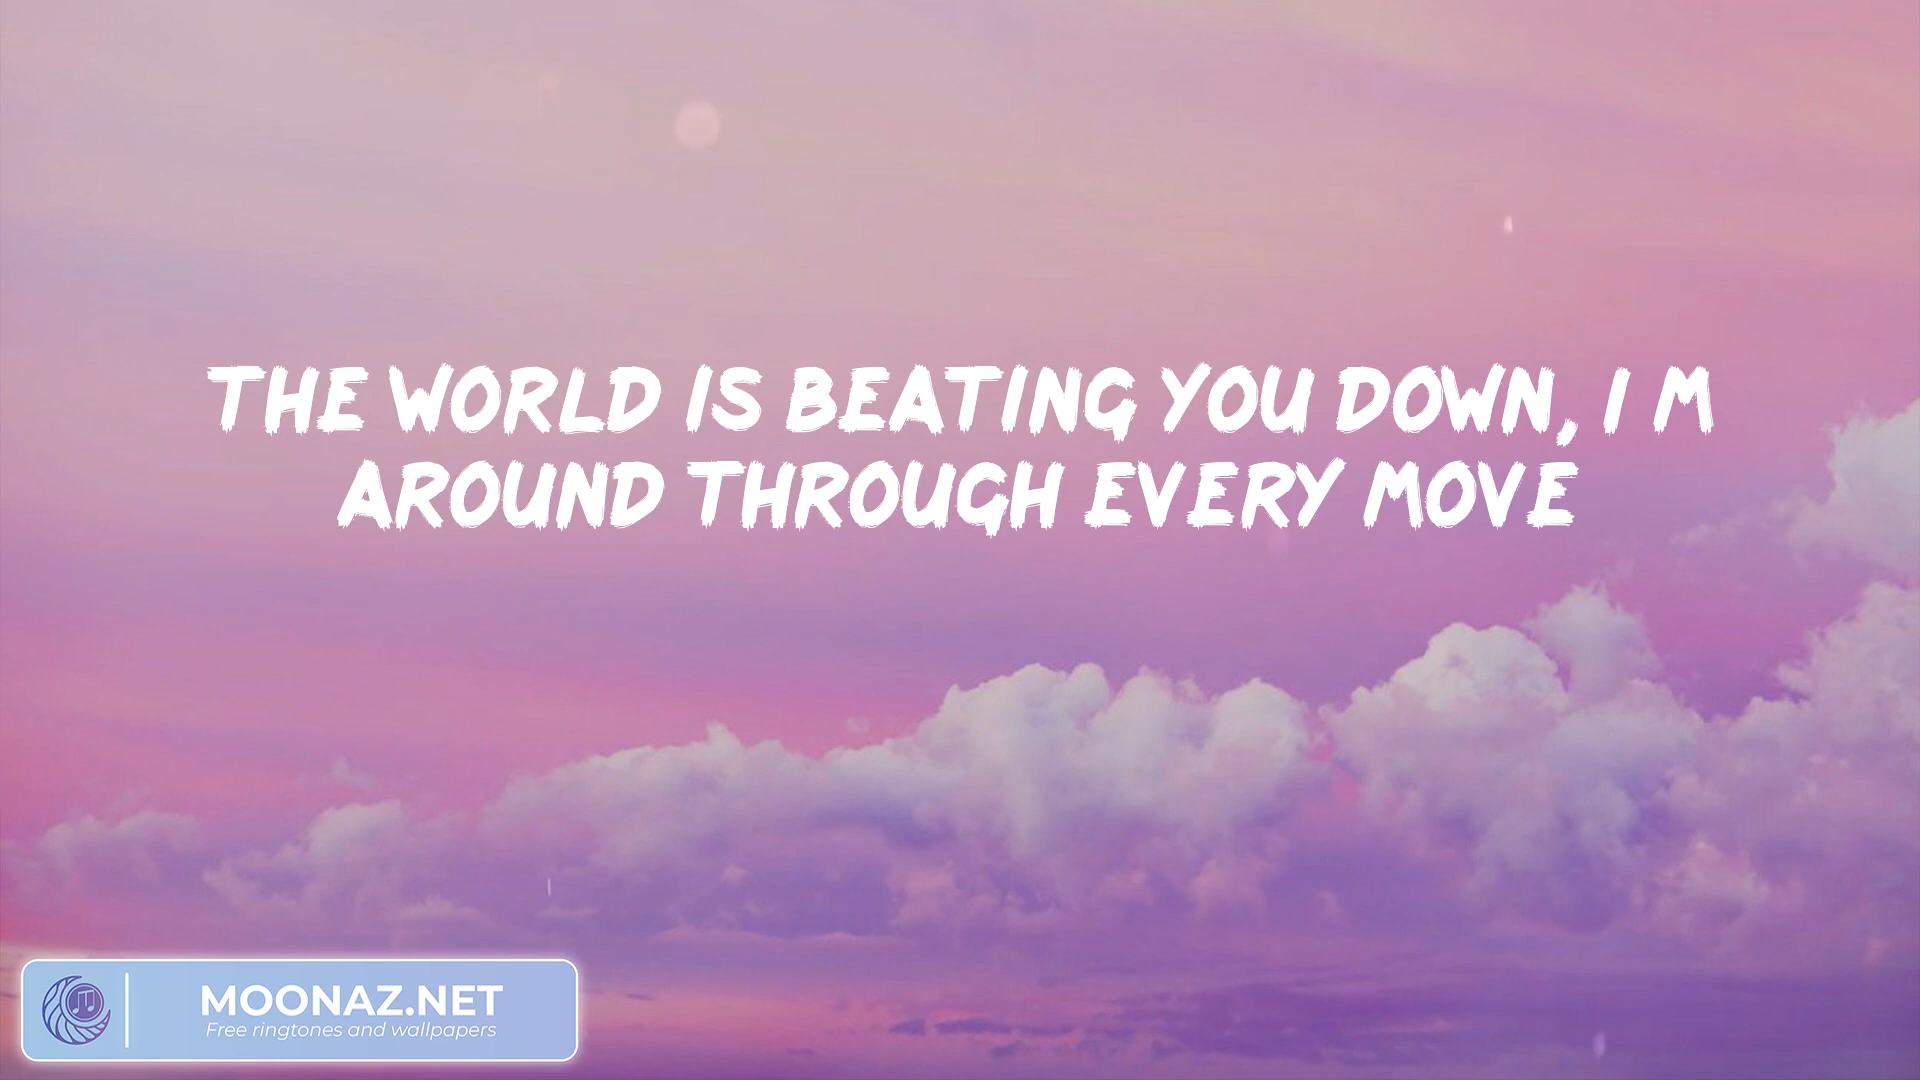 THE WORLD IS BEATING YOU DOWN, I M
AROUND THROUGH EVERY MOVE
MOONAZ.NET
Free ringtones and wallpapers